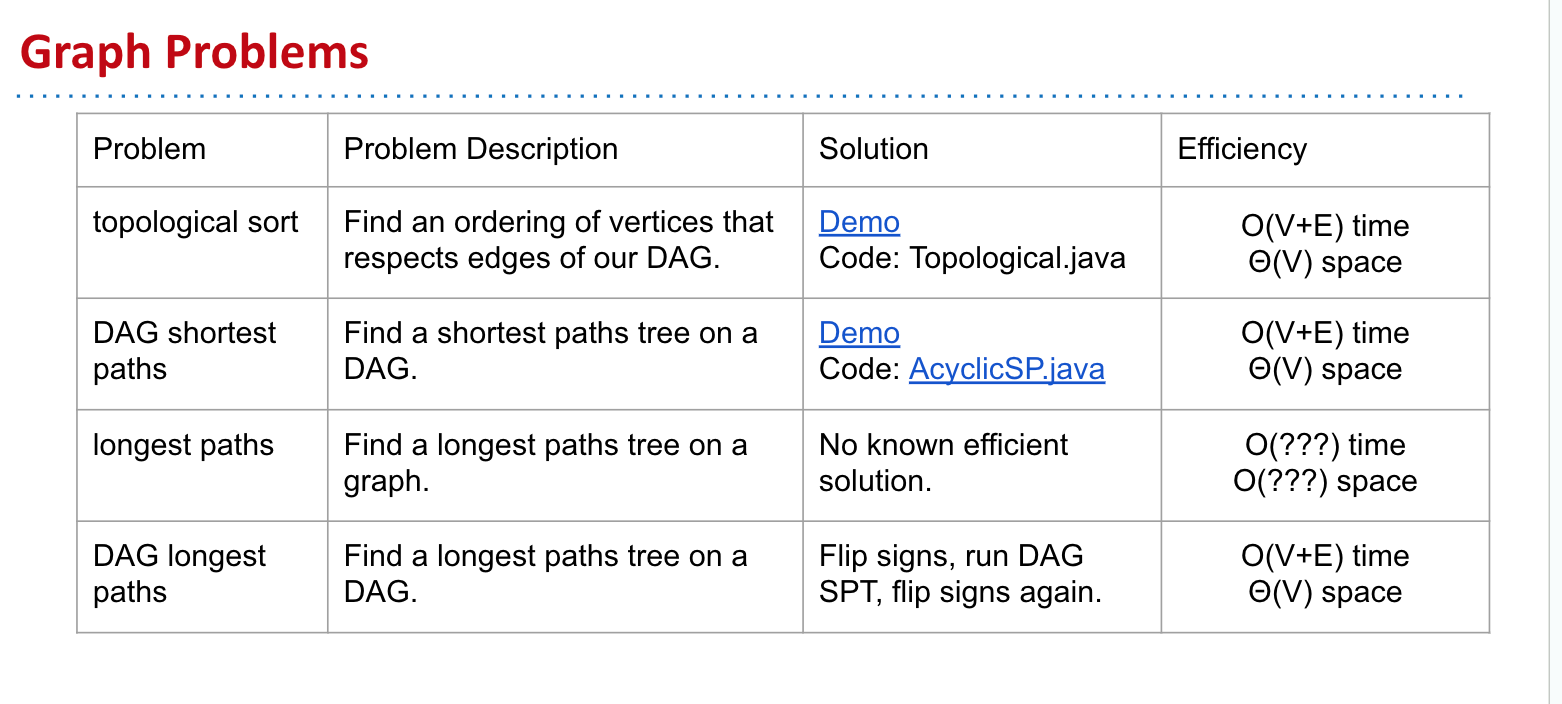 Graph Problems
Problem
Problem Description
Solution
Efficiency
topological sort
Find an ordering of vertices that
respects edges of our DAG.
Demo
Code: Topological.java
O(V+E) time
Θ(V) space
DAG shortest
paths
Find a shortest paths tree on a
DAG.
Demo
Code: AcyclicSP.java
O(V+E) time
Θ(V) space
longest paths
Find a longest paths tree on a
graph.
No known efficient
solution.
O(???) time
O(???) space
DAG longest
paths
Find a longest paths tree on a
DAG.
Flip signs, run DAG
SPT, flip signs again.
O(V+E) time
Θ(V) space